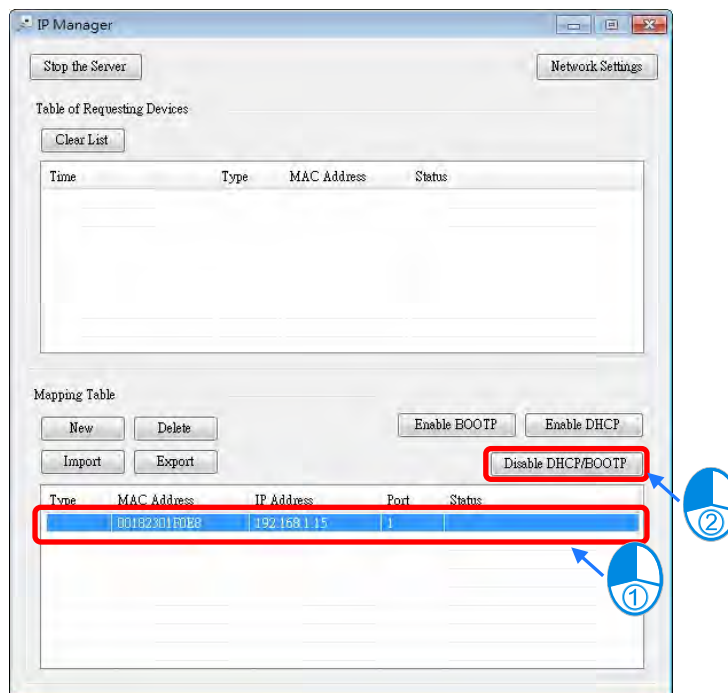 IP Manager
Stop the Server Network Settings
Table of Requesting Devices
Clear List
Time Type MAC Address Status
Mapping Table
New Delete Enable BOOTP Enable DHCP
Import Export Disable DHCP/BOOTP
Type MAC Address IP Address Port Status
00182301F0E8 192.168.1.15 1
②
①